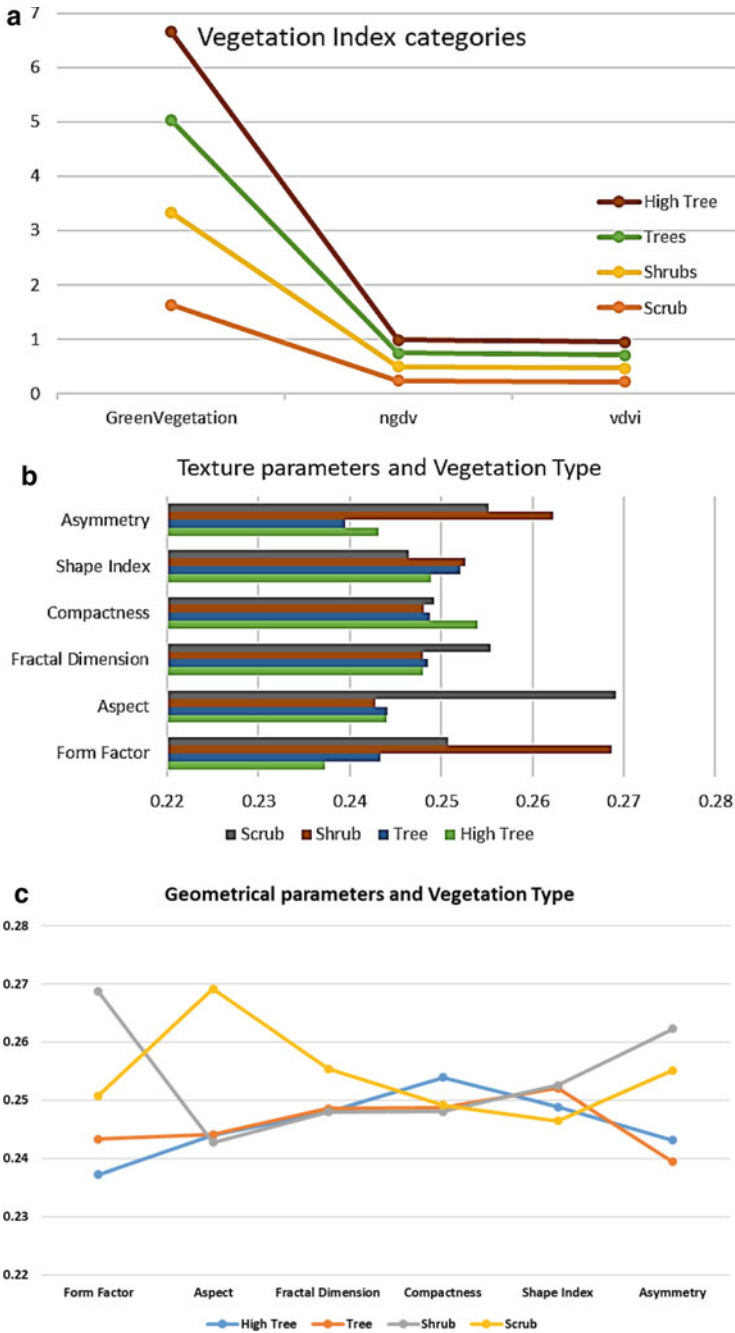 a
Vegetation Index categories
7
6
5
4
3
2
1
0
High Tree
Trees
Shrubs
Scrub
GreenVegetation ngdv vdvi
b
Texture parameters and Vegetation Type
Asymmetry
Shape Index
Compactness
Fractal Dimension
Aspect
Form Factor
0.22 0.23 0.24 0.25 0.26 0.27 0.28
Scrub Shrub Tree High Tree
c
Geometrical parameters and Vegetation Type
0.28
0.27
0.26
0.25
0.24
0.23
0.22
Form Factor Aspect Fractal Dimension Compactness Shape Index Asymmetry
High Tree Tree Shrub Scrub